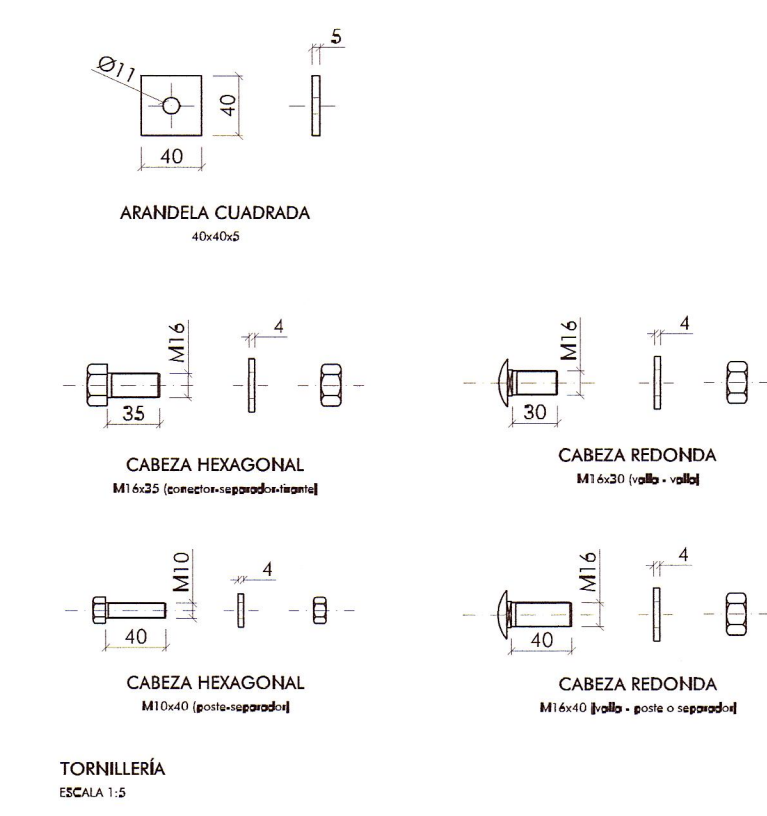 5
Ø11
40
40
ARANDELA CUADRADA
40x40x5
M16
4
35
CABEZA HEXAGONAL
M16x35 (conector-separador-tirante)
M16
4
30
CABEZA REDONDA
M16x30 (valla - valla)
M10
4
40
CABEZA HEXAGONAL
M10x40 (poste-separador)
M16
4
40
CABEZA REDONDA
M16x40 (valla - poste o separador)
TORNILLERÍA
ESCALA 1:5